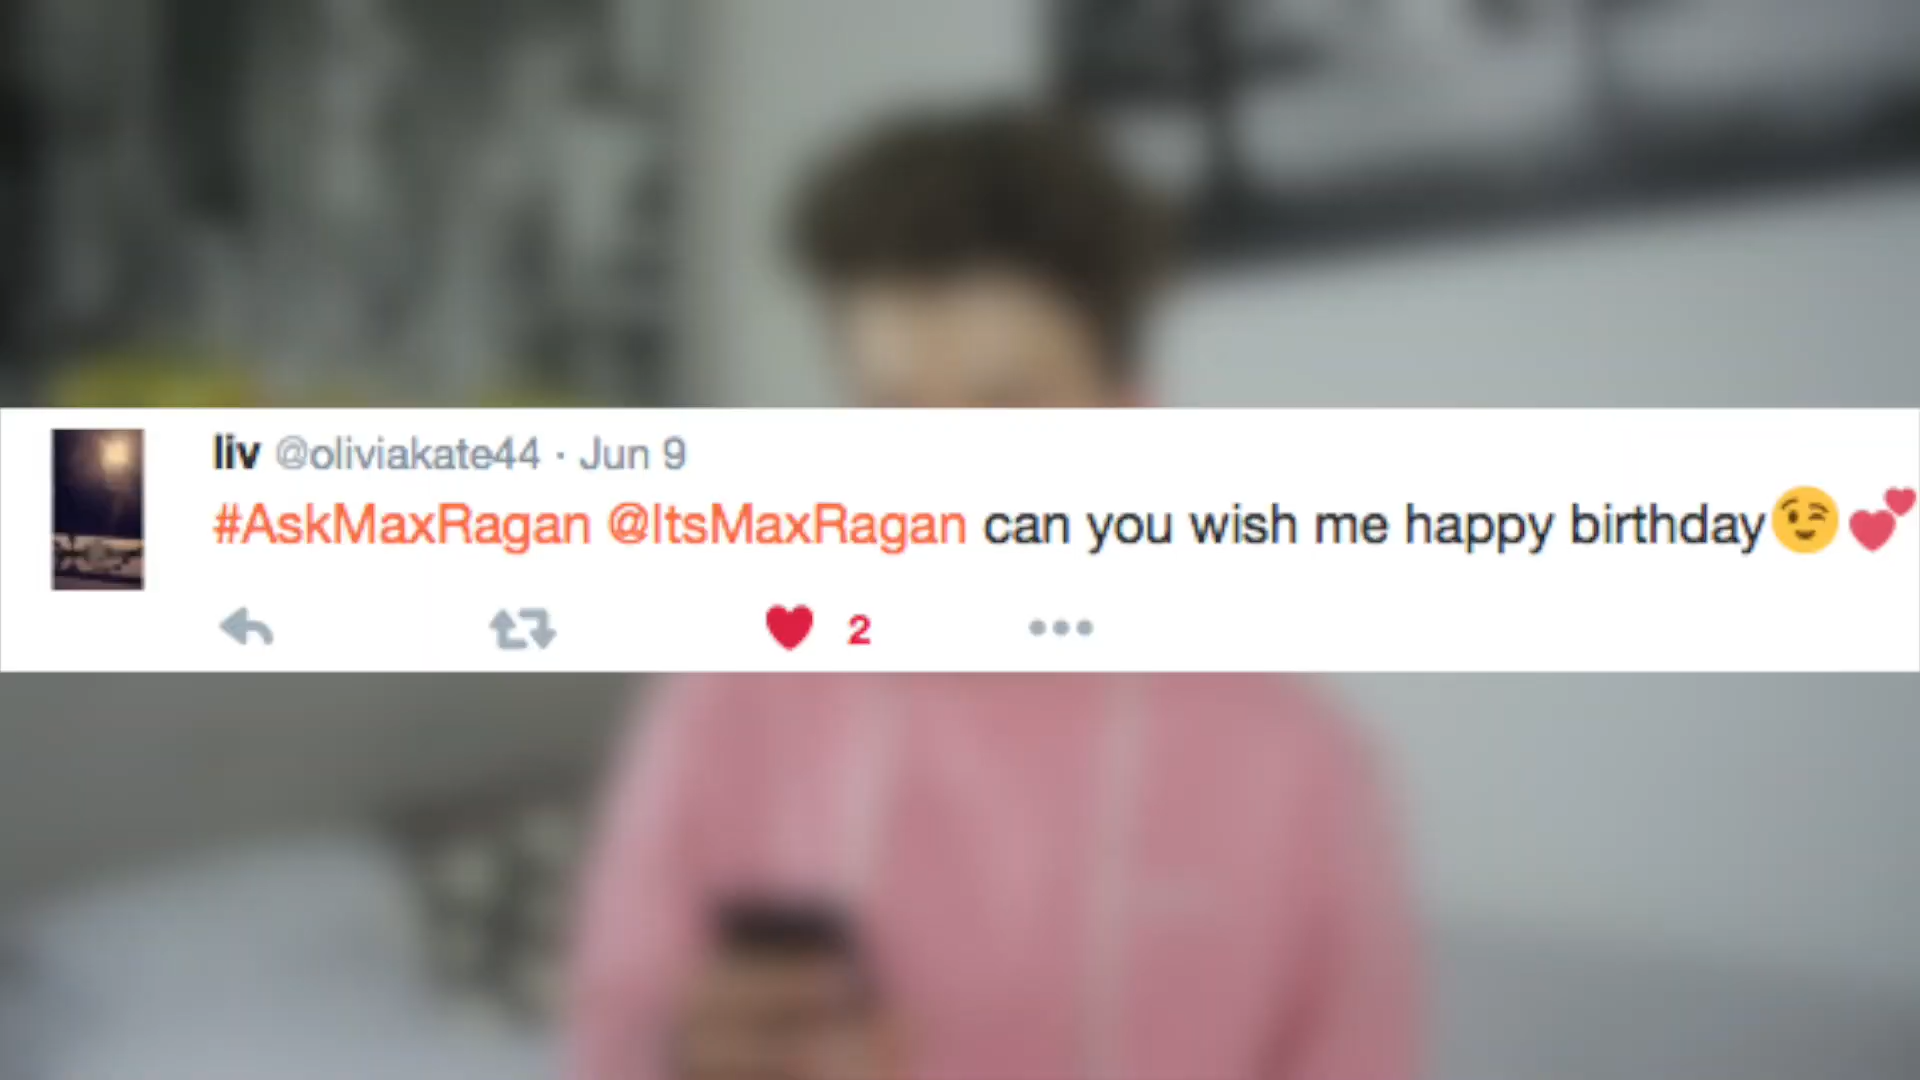 liv @oliviakate44 · Jun 9
#AskMaxRagan @ItsMaxRagan can you wish me happy birthday😉💕
2